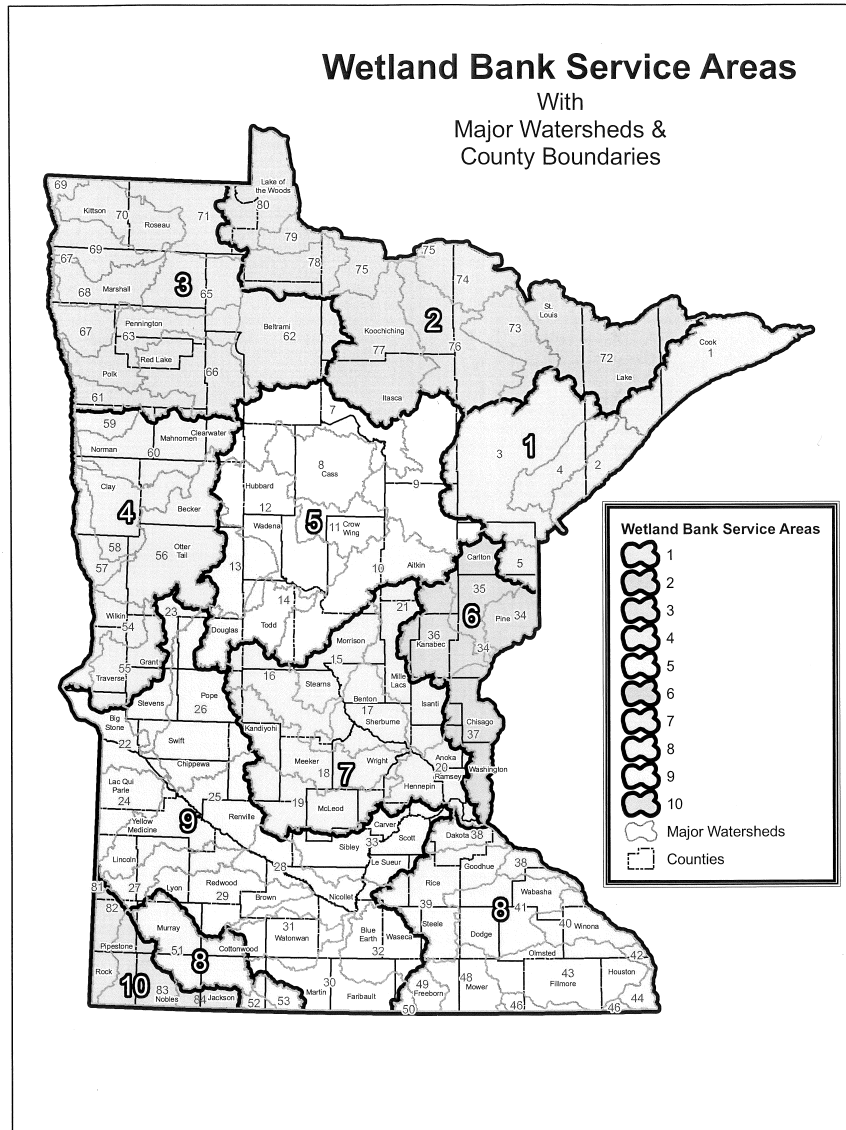 Wetland Bank Service Areas
With
Major Watersheds &
County Boundaries
69
Kittson
70
Roseau
71
Lake of
the Woods
80
79
78
69
67
68
Marshall
3
65
75
75
74
67
Pennington
63
Red Lake
Polk
66
61
Beltrami
62
2
Koochiching
77
76
73
St.
Louis
72
Lake
Cook
1
Itasca
59
Norman
Mahnomen
Clearwater
60
7
8
Cass
9
3
1
4
2
Clay
4
Becker
Hubbard
12
Wadena
5
11
Crow
Wing
58
57
56
Otter
Tail
13
10
Aitkin
Carlton
5
Wilkin
54
23
Douglas
14
Todd
21
35
6
Pine
34
36
Kanabec
34
55
Traverse
Grant
Morrison
15
Mille
Lacs
Stevens
Pope
26
16
Stearns
Benton
17
Sherburne
Isanti
Chisago
37
Big
Stone
22
Swift
Chippewa
Kandiyohi
Meeker
18
7
Wright
Anoka
20
Ramsey
Washington
Hennepin
Lac Qui
Parle
24
25
9
Renville
19
McLeod
Yellow
Medicine
Carver
Scott
33
Sibley
Dakota
38
Le Sueur
Lincoln
28
Goodhue
38
81
27
Lyon
Redwood
29
Brown
Nicollet
Rice
Wabasha
82
39
8
41
Murray
31
Watonwan
Blue
Earth
Waseca
Steele
Dodge
40
Winona
Pipestone
51
8
Cottonwood
32
Olmsted
42
Rock
10
83
Nobles
84
Jackson
52
53
Martin
30
Faribault
49
Freeborn
48
Mower
43
Fillmore
Houston
44
50
46
46
Wetland Bank Service Areas
1
2
3
4
5
6
7
8
9
10
Major Watersheds
Counties